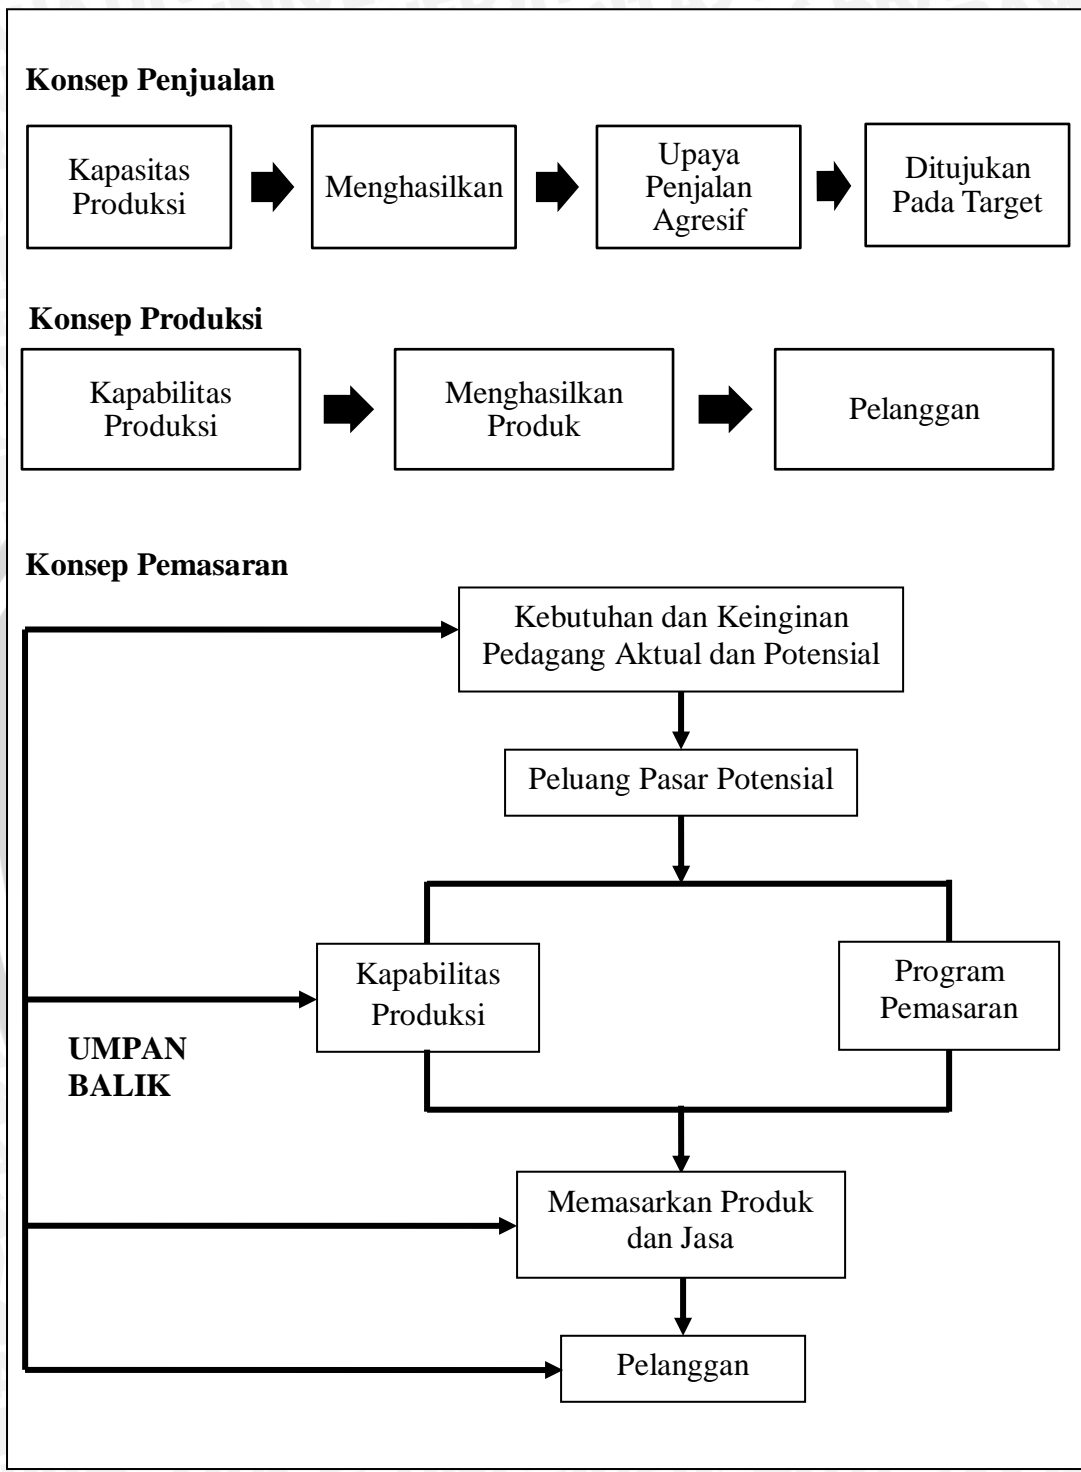 Konsep Penjualan
Kapasitas
Produksi
Menghasilkan
Upaya
Penjalan
Agresif
Ditujukan
Pada Target
Konsep Produksi
Kapabilitas
Produksi
Menghasilkan
Produk
Pelanggan
Konsep Pemasaran
Kebutuhan dan Keinginan
Pedagang Aktual dan Potensial
Peluang Pasar Potensial
Kapabilitas
Produksi
Program
Pemasaran
UMPAN
BALIK
Memasarkan Produk
dan Jasa
Pelanggan